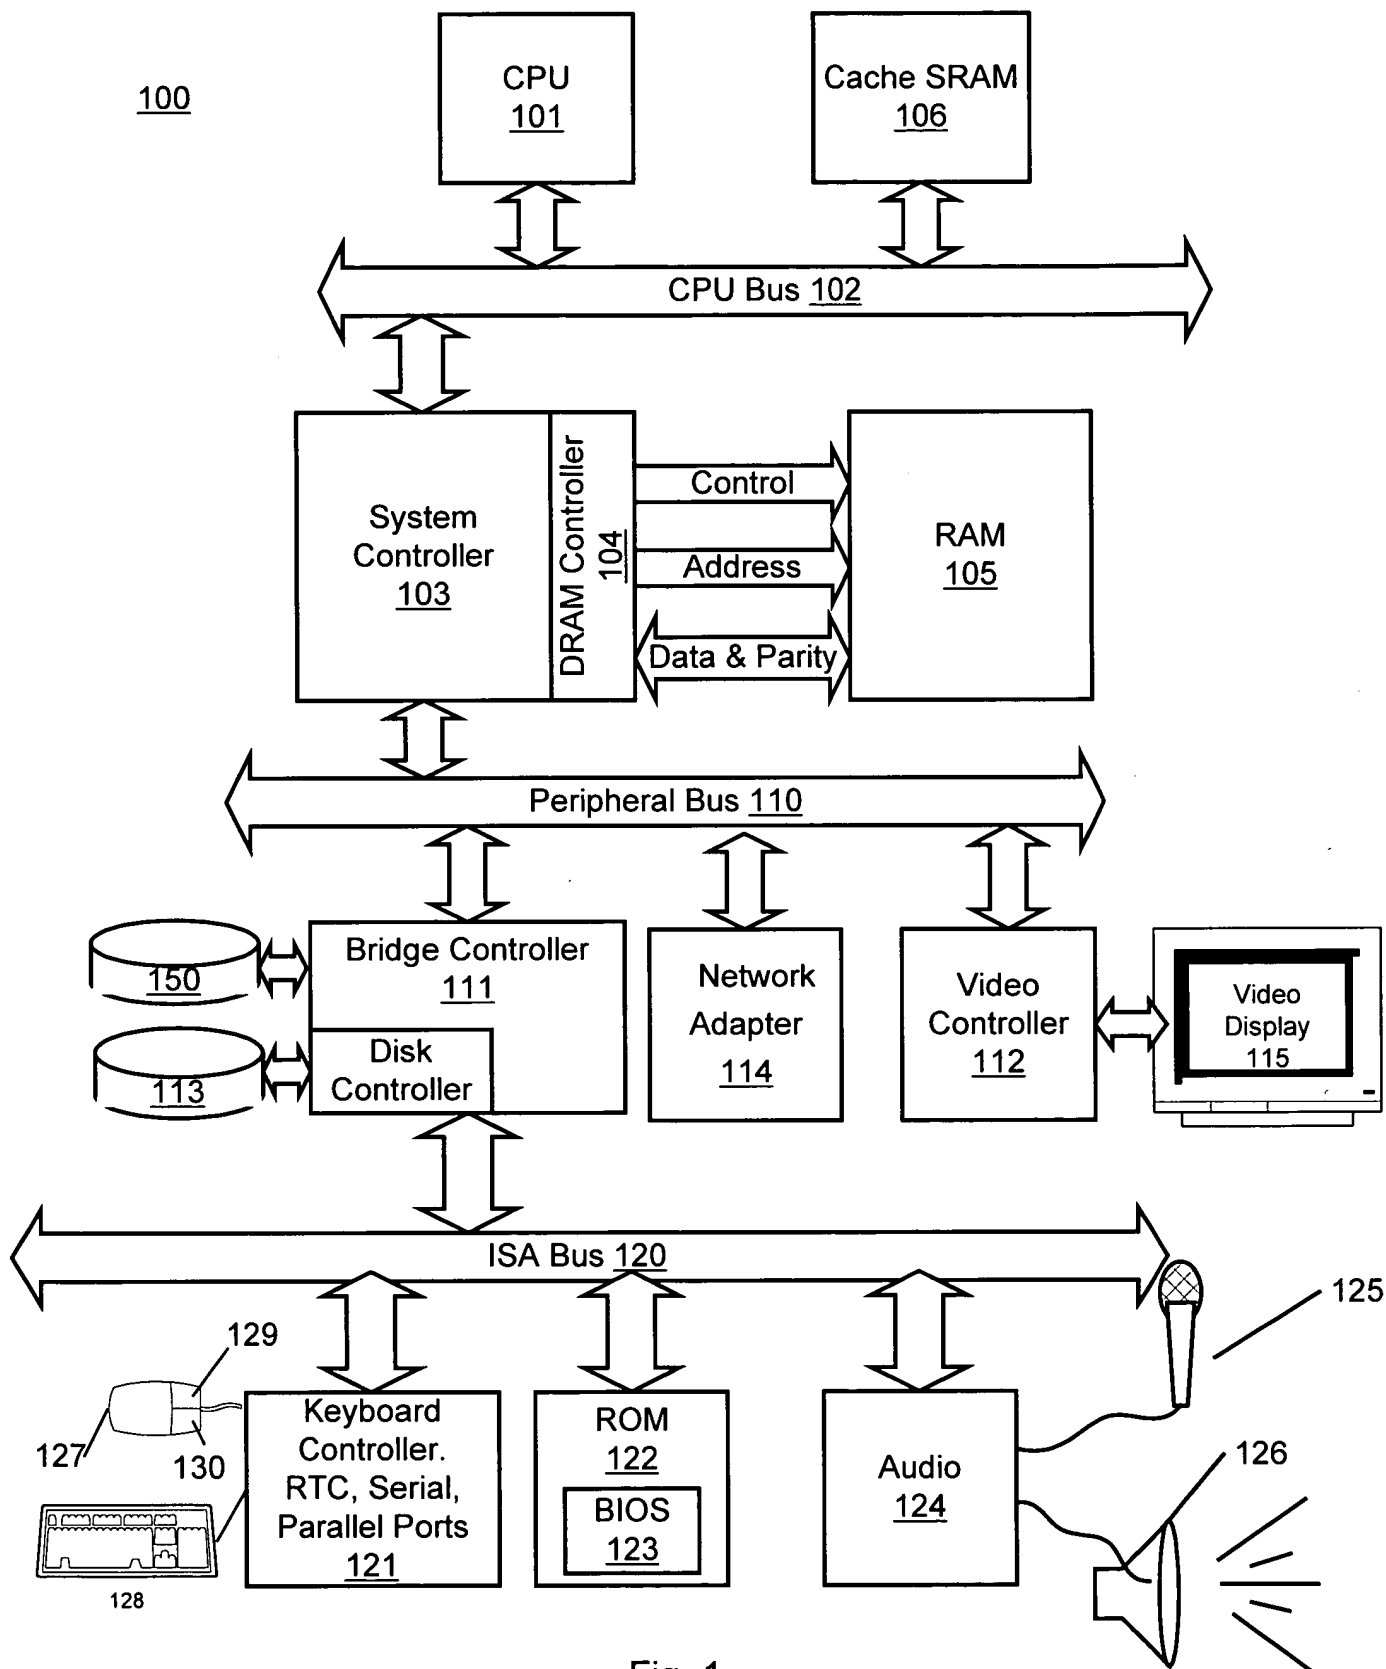 100
CPU
101
Cache SRAM
106
CPU Bus 102
System
Controller
103
DRAM Controller
104
Control
Address
Data & Parity
RAM
105
Peripheral Bus 110
150
113
Bridge Controller
111
Disk
Controller
Network
Adapter
114
Video
Controller
112
Video
Display
115
ISA Bus 120
125
129
127
130
128
Keyboard
Controller.
RTC, Serial,
Parallel Ports
121
ROM
122
BIOS
123
Audio
124
126
Fig. 1